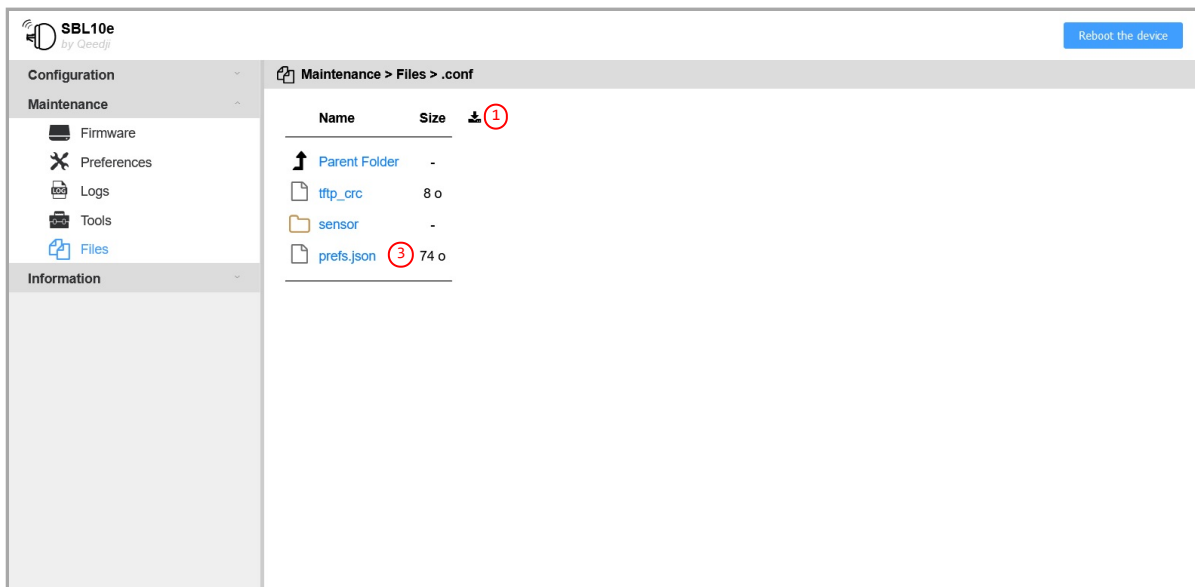 SBL10e
by Qeedji
Reboot the device
Configuration
Maintenance
Firmware
Preferences
LOG
Logs
Tools
Files
Information
Maintenance > Files > .conf
Name Size 1
Parent Folder -
tftp_crc 8 o
sensor -
prefs.json 3 74 o